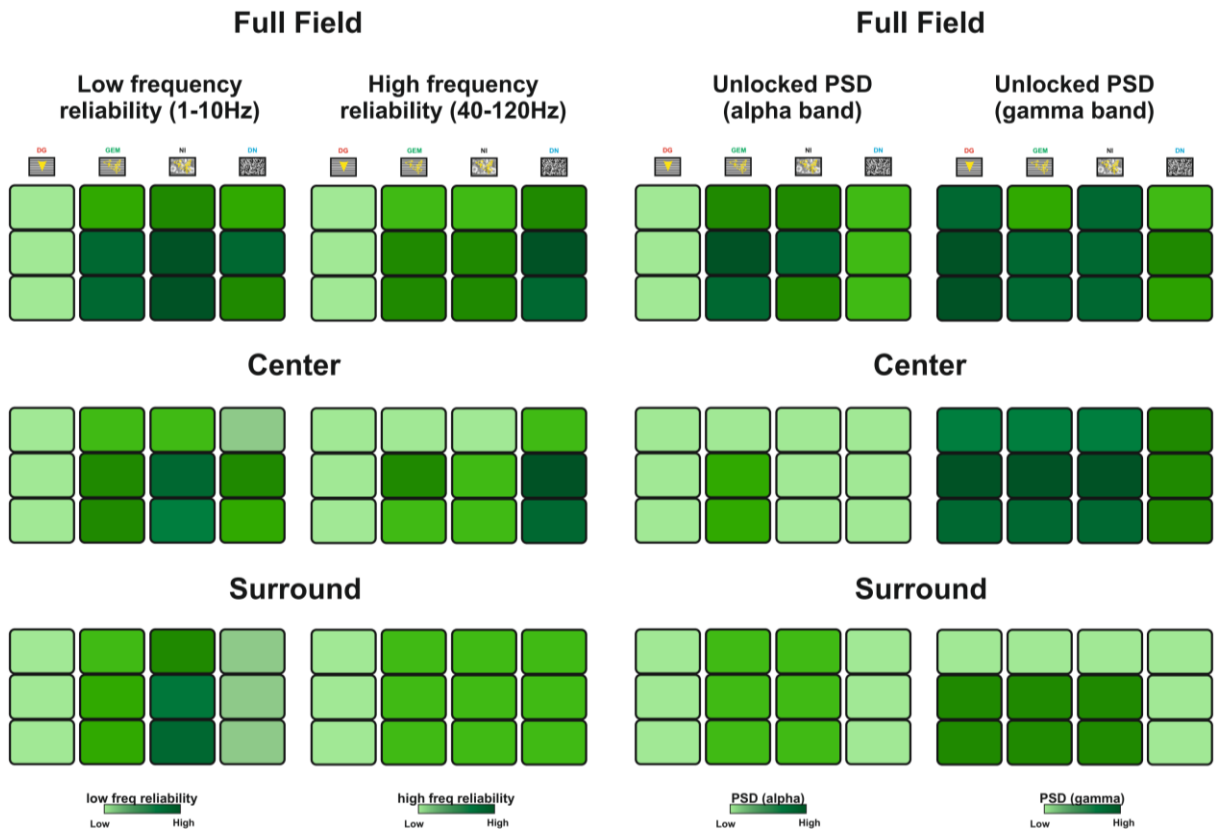 Full Field
Full Field
Low frequency
reliability (1-10Hz)
High frequency
reliability (40-120Hz)
Unlocked PSD
(alpha band)
Unlocked PSD
(gamma band)
DG GEM NI DN
DG GEM NI DN
DG GEM NI DN
DG GEM NI DN
Center
Center
Surround
Surround
low freq reliability
Low High
high freq reliability
Low High
PSD (alpha)
Low High
PSD (gamma)
Low High